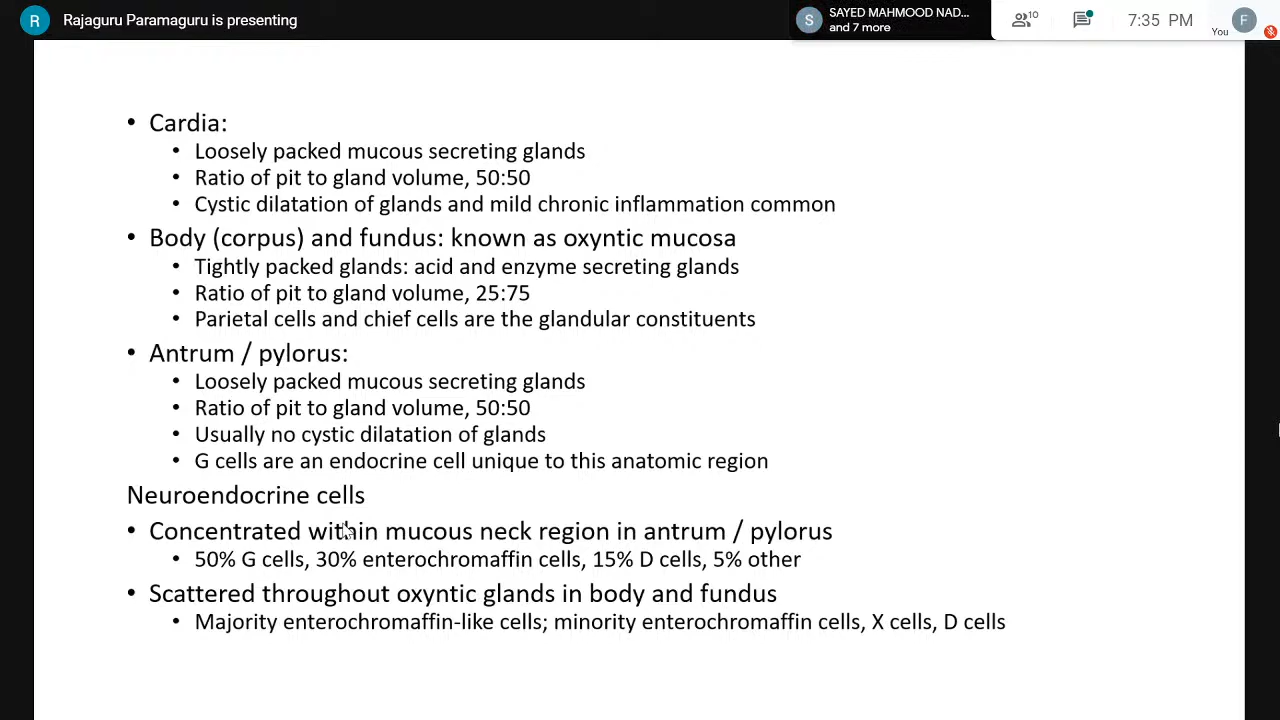 R Rajaguru Paramaguru is presenting
S SAYED MAHMOOD NAD...
and 7 more
10
7:35 PM
You
F
• Cardia:
• Loosely packed mucous secreting glands
• Ratio of pit to gland volume, 50:50
• Cystic dilatation of glands and mild chronic inflammation common
• Body (corpus) and fundus: known as oxyntic mucosa
• Tightly packed glands: acid and enzyme secreting glands
• Ratio of pit to gland volume, 25:75
• Parietal cells and chief cells are the glandular constituents
• Antrum / pylorus:
• Loosely packed mucous secreting glands
• Ratio of pit to gland volume, 50:50
• Usually no cystic dilatation of glands
• G cells are an endocrine cell unique to this anatomic region
Neuroendocrine cells
• Concentrated within mucous neck region in antrum / pylorus
• 50% G cells, 30% enterochromaffin cells, 15% D cells, 5% other
• Scattered throughout oxyntic glands in body and fundus
• Majority enterochromaffin-like cells; minority enterochromaffin cells, X cells, D cells